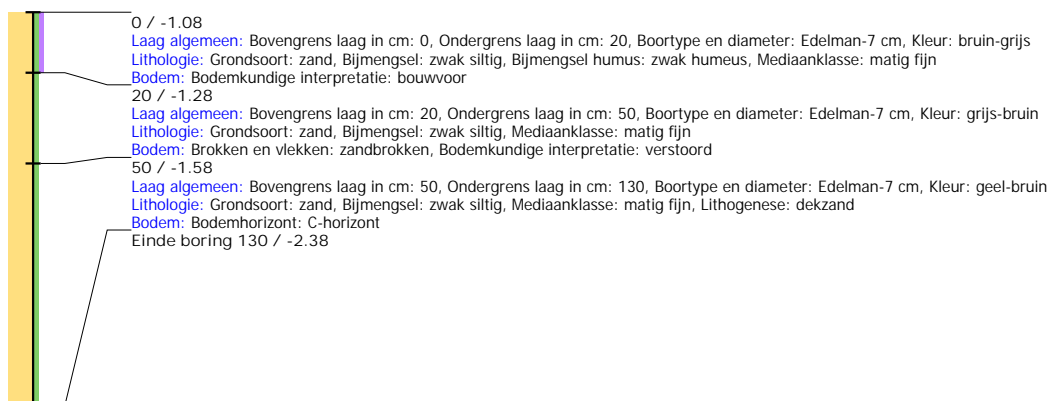 0 / -1.08
Laag algemeen: Bovengrens laag in cm: 0, Ondergrens laag in cm: 20, Boortype en diameter: Edelman-7 cm, Kleur: bruin-grijs
Lithologie: Grondsoort: zand, Bijmengsel: zwak siltig, Bijmengsel humus: zwak humeus, Mediaanklasse: matig fijn
Bodem: Bodemkundige interpretatie: bouwvoor
20 / -1.28
Laag algemeen: Bovengrens laag in cm: 20, Ondergrens laag in cm: 50, Boortype en diameter: Edelman-7 cm, Kleur: grijs-bruin
Lithologie: Grondsoort: zand, Bijmengsel: zwak siltig, Mediaanklasse: matig fijn
Bodem: Brokken en vlekken: zandbrokken, Bodemkundige interpretatie: verstoord
50 / -1.58
Laag algemeen: Bovengrens laag in cm: 50, Ondergrens laag in cm: 130, Boortype en diameter: Edelman-7 cm, Kleur: geel-bruin
Lithologie: Grondsoort: zand, Bijmengsel: zwak siltig, Mediaanklasse: matig fijn, Lithogenese: dekzand
Bodem: Bodemhorizont: C-horizont
Einde boring 130 / -2.38